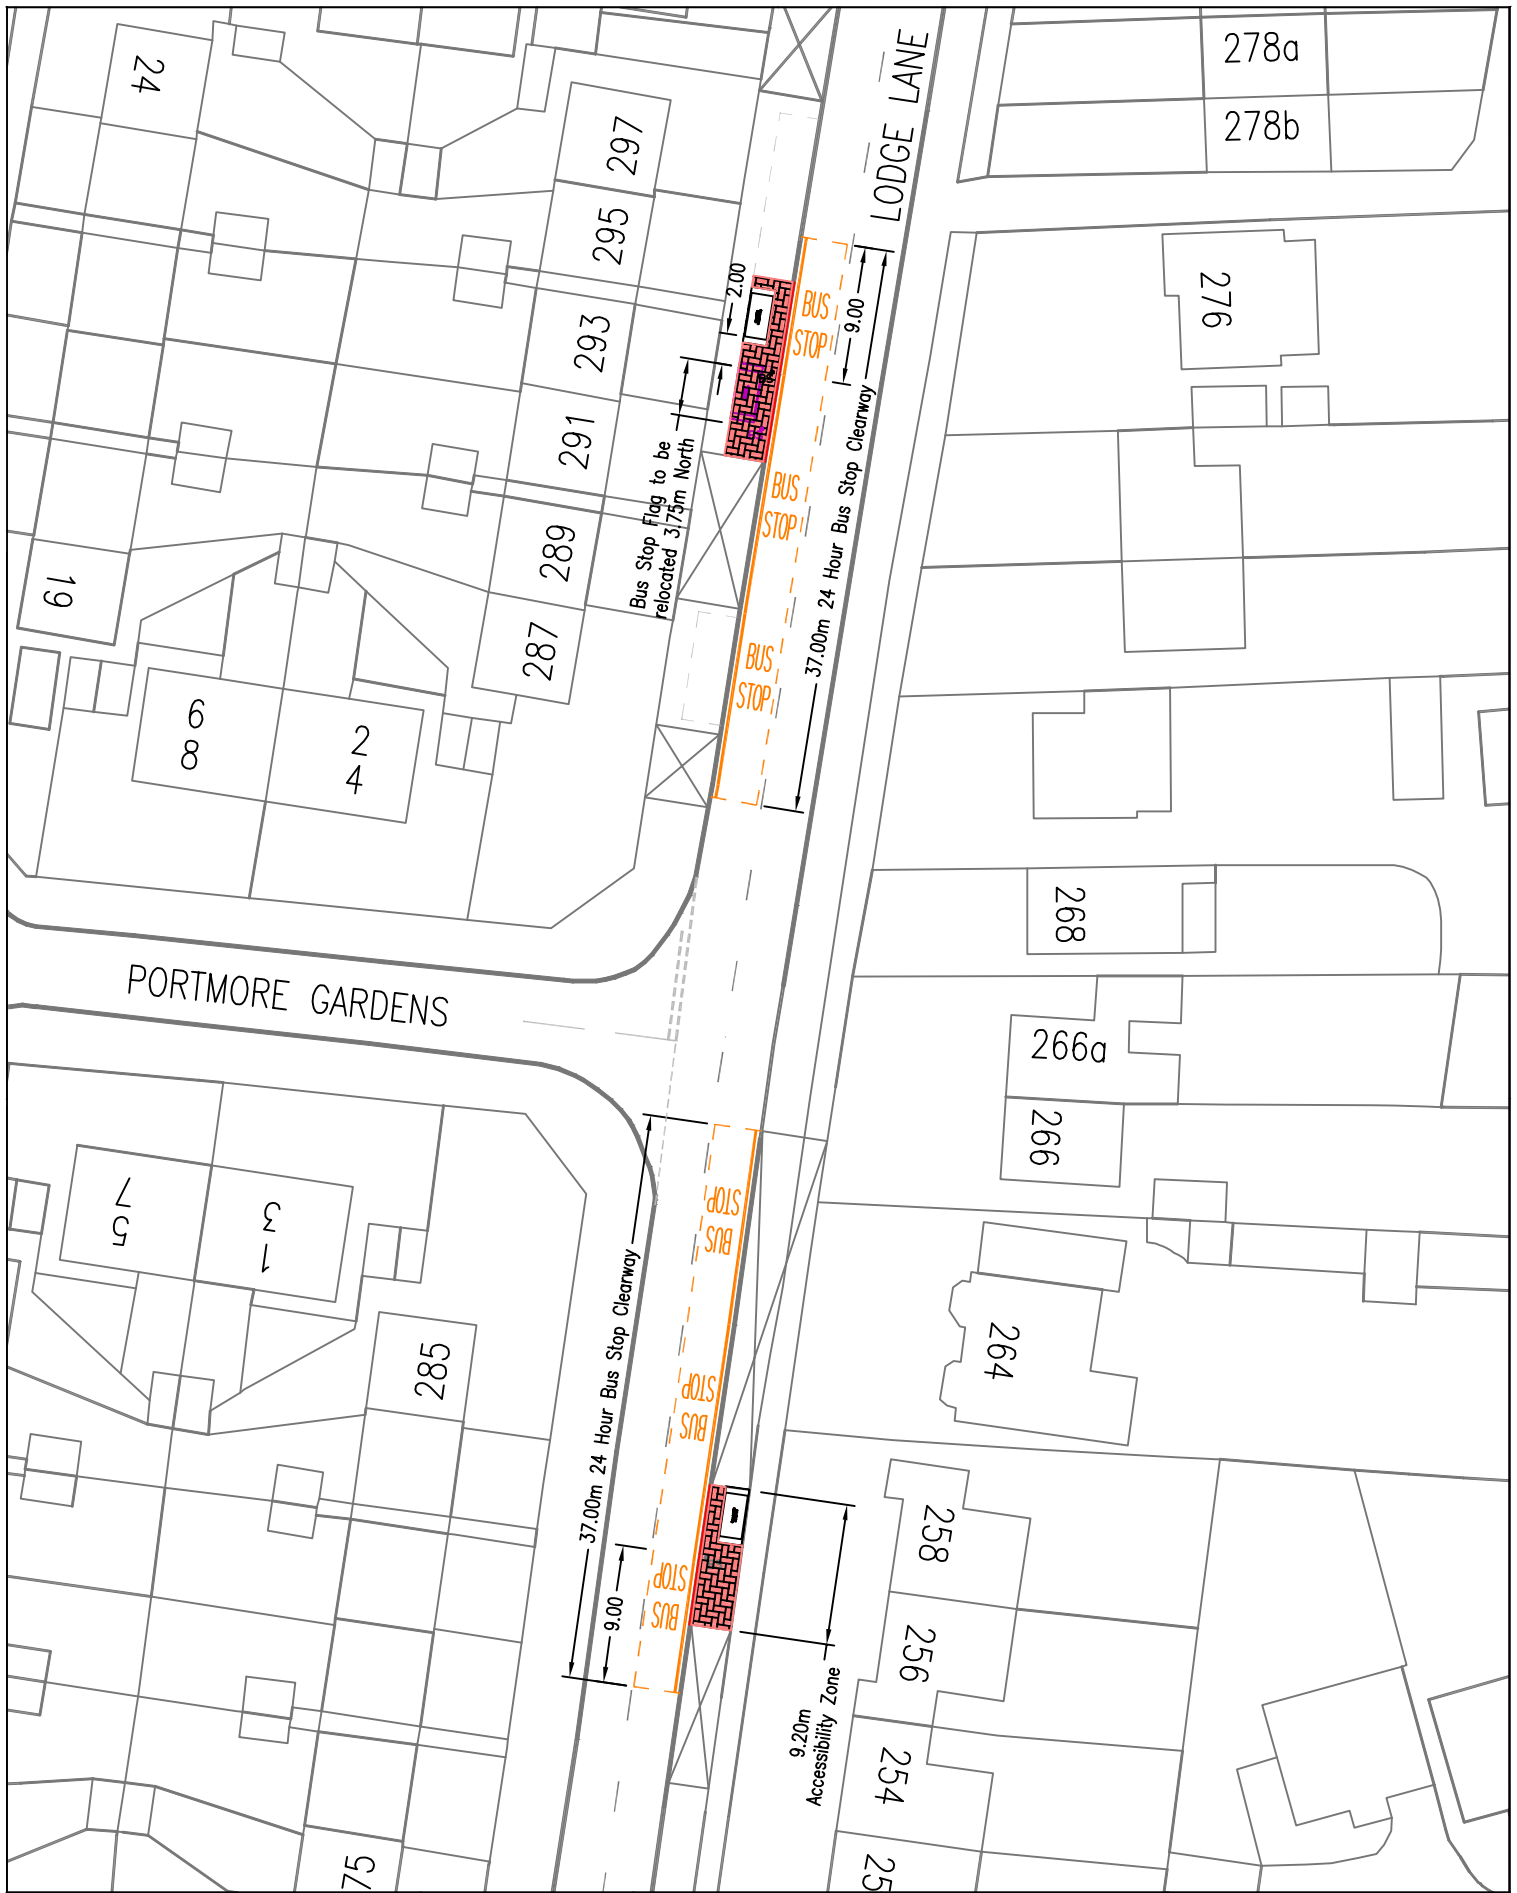 LODGE LANE
278a
278b
24
297
295
2.00
BUS
STOP
9.00
276
293
291
37.00m 24 Hour Bus Stop Clearway
Bus Stop Flag to be
relocated 3.75m North
BUS
STOP
289
19
287
BUS
STOP
6
8
2
4
268
PORTMORE GARDENS
266a
266
5
7
1
3
BUS
STOP
37.00m 24 Hour Bus Stop Clearway
285
264
BUS
STOP
258
BUS
STOP
9.00
256
9.20m
Accessibility Zone
254
25
75